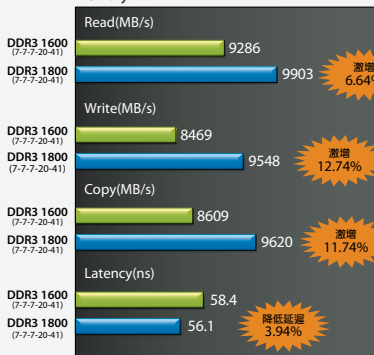 Read(MB/s)
DDR3 1600
(7-7-7-20-41)
9286
DDR3 1800
(7-7-7-20-41)
9903
激增
6.64%
Write(MB/s)
DDR3 1600
(7-7-7-20-41)
8469
DDR3 1800
(7-7-7-20-41)
9548
激增
12.74%
Copy(MB/s)
DDR3 1600
(7-7-7-20-41)
8609
DDR3 1800
(7-7-7-20-41)
9620
激增
11.74%
Latency(ns)
DDR3 1600
(7-7-7-20-41)
58.4
DDR3 1800
(7-7-7-20-41)
56.1
降低延遲
3.94%